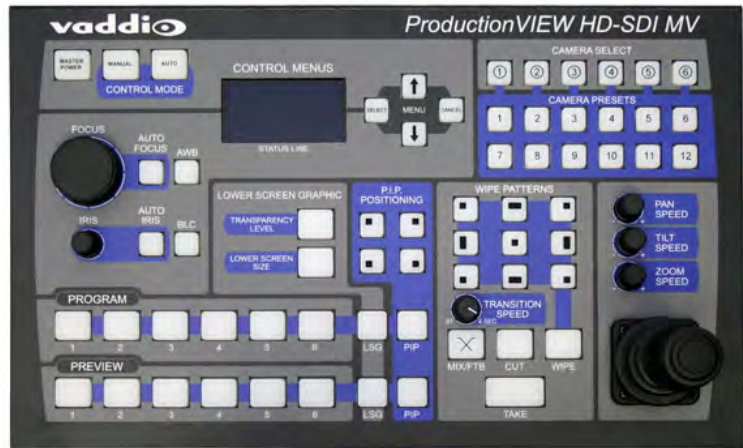 vaddio
ProductionVIEW HD-SDI MV
MASTER
POWER
MANUAL
AUTO
CONTROL MODE
CONTROL MENUS
STATUS LINE
SELECT
MENU
CANCEL
CAMERA SELECT
1 2 3 4 5 6
CAMERA PRESETS
1 2 3 4 5 6
7 8 9 10 11 12
FOCUS
AUTO
FOCUS
AWB
IRIS
AUTO
IRIS
BLC
LOWER SCREEN GRAPHIC
TRANSPARENCY
LEVEL
LOWER SCREEN
SIZE
P.I.P.
POSITIONING
WIPE PATTERNS
TRANSITION
SPEED
MIX/FTB
CUT
WIPE
TAKE
PAN
SPEED
TILT
SPEED
ZOOM
SPEED
PROGRAM
1 2 3 4 5 6 LSG PIP
PREVIEW
1 2 3 4 5 6 LSG PIP